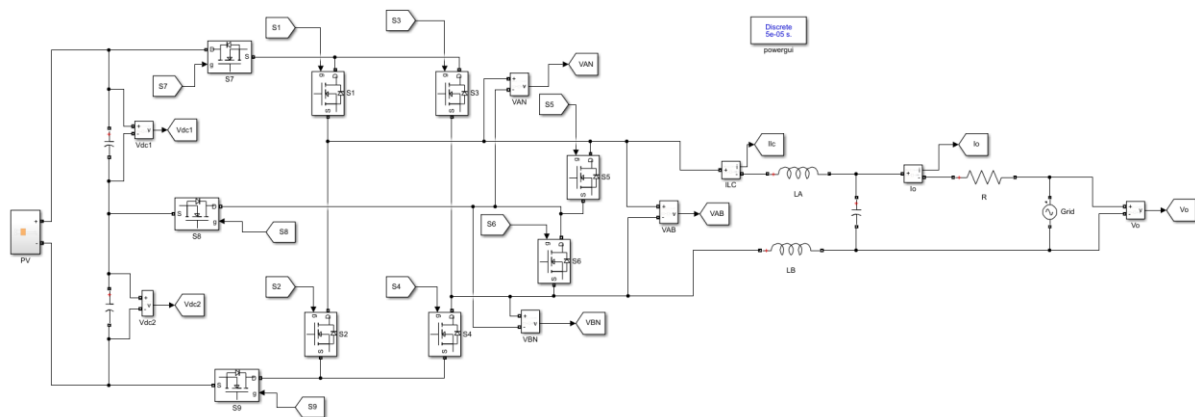 Discrete
5e-05 s.
powergui
S1
S3
S7
D
S
g
S7
g
D
S
S1
g
D
S
S3
+
-
v
VAN
VAN
S5
g
D
S
S5
+
-
v
Vdc1
Vdc1
+
i
-
ILC
Ilc
LA
+
i
-
Io
Io
R
+
Grid
+
-
v
Vo
Vo
+
-
PV
S
D
g
S8
S8
S6
g
D
S
S6
+
-
v
VAB
VAB
LB
+
-
v
Vdc2
Vdc2
S2
g
D
S
S2
S4
g
D
S
S4
+
-
v
VBN
VBN
S
D
g
S9
S9